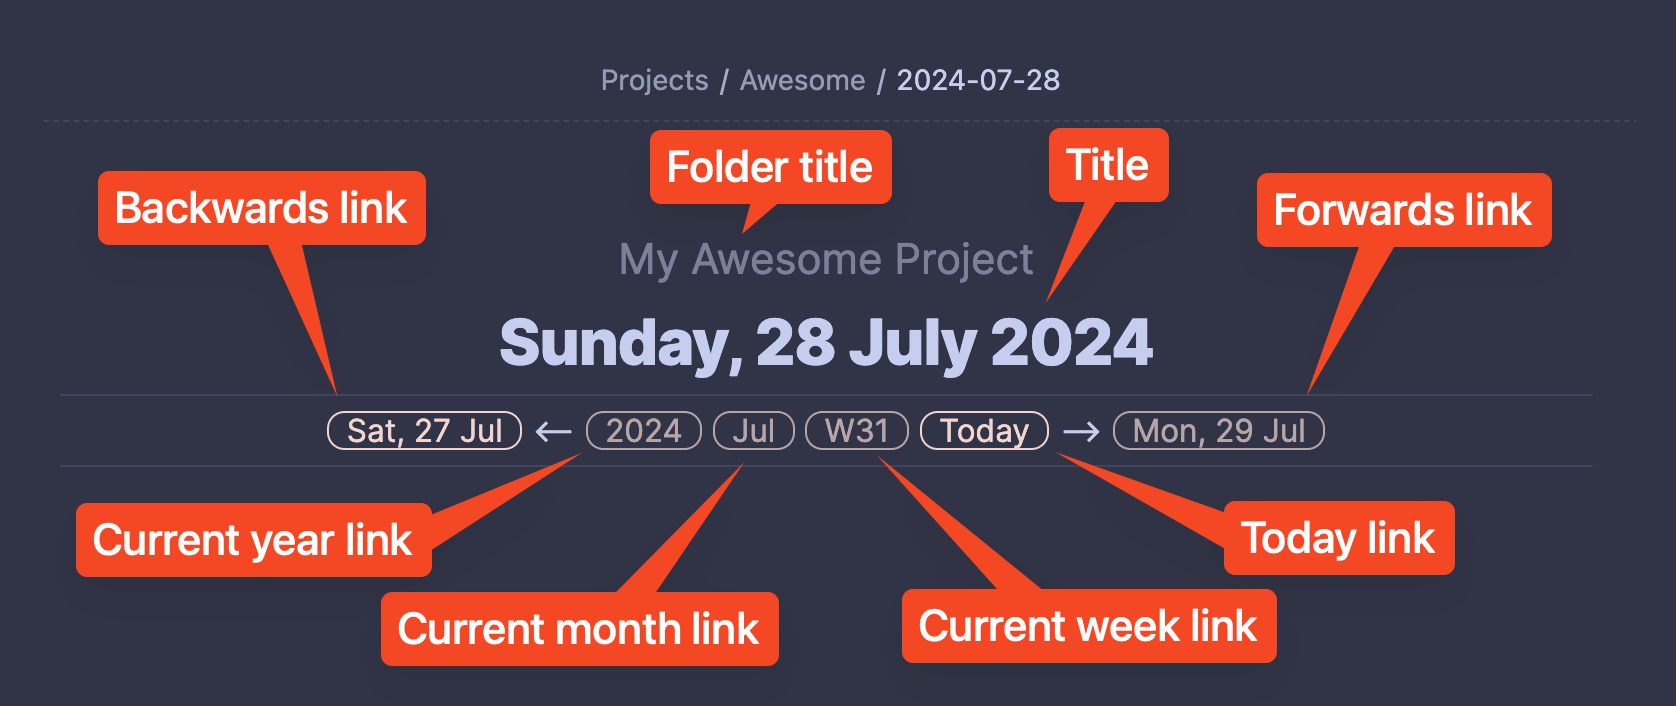 Projects / Awesome / 2024-07-28
Folder title
Title
Backwards link
Forwards link
My Awesome Project
Sunday, 28 July 2024
Sat, 27 Jul ← 2024 Jul W31 Today → Mon, 29 Jul
Current year link
Today link
Current month link
Current week link